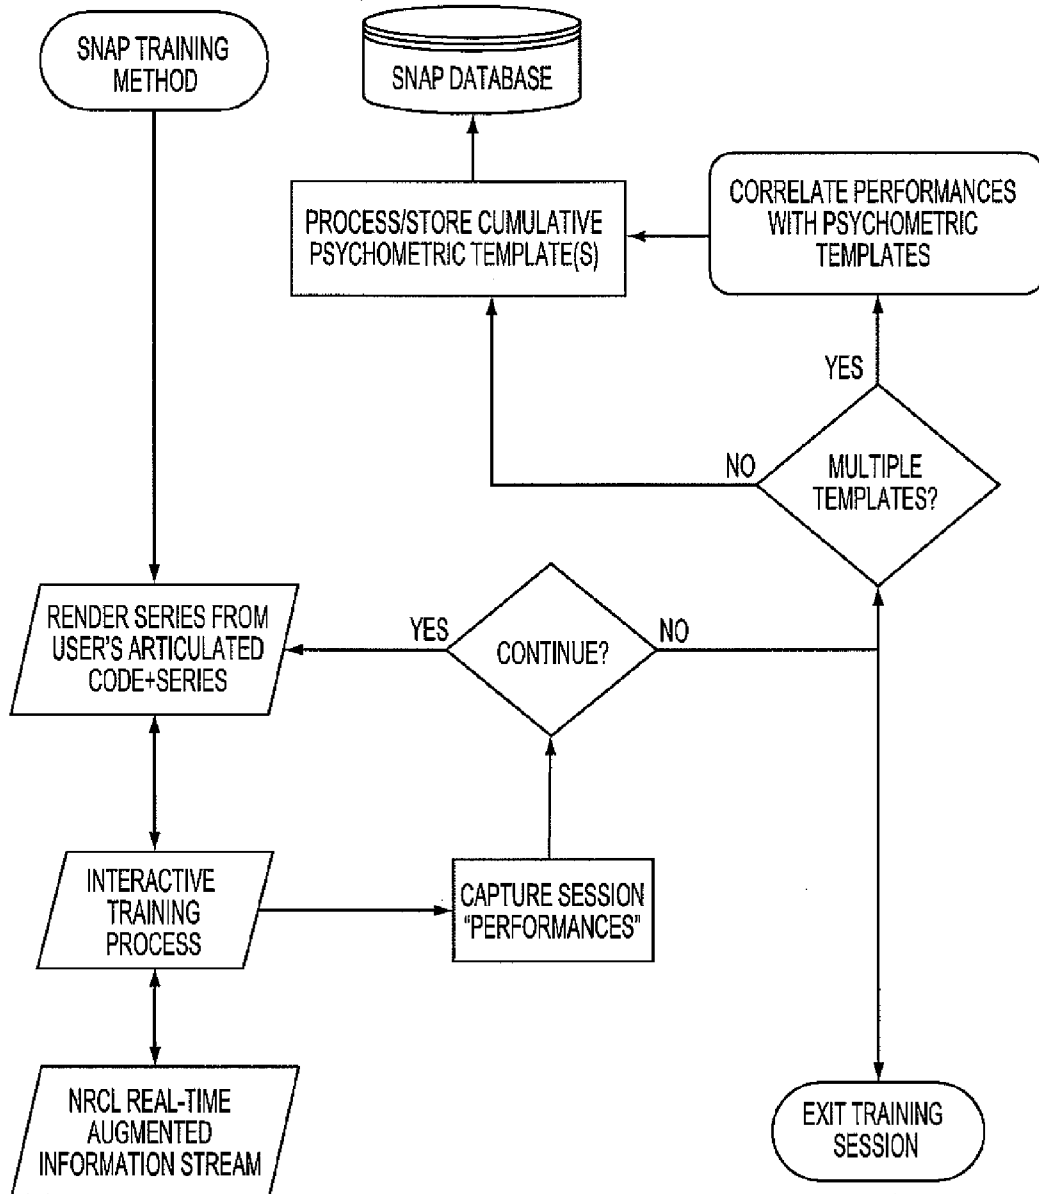 SNAP TRAINING
METHOD
SNAP DATABASE
PROCESS/STORE CUMULATIVE
PSYCHOMETRIC TEMPLATE(S)
CORRELATE PERFORMANCES
WITH PSYCHOMETRIC
TEMPLATES
YES
NO
MULTIPLE
TEMPLATES?
RENDER SERIES FROM
USER'S ARTICULATED
CODE+SERIES
YES
CONTINUE?
NO
INTERACTIVE
TRAINING
PROCESS
CAPTURE SESSION
"PERFORMANCES"
NRCL REAL-TIME
AUGMENTED
INFORMATION STREAM
EXIT TRAINING
SESSION